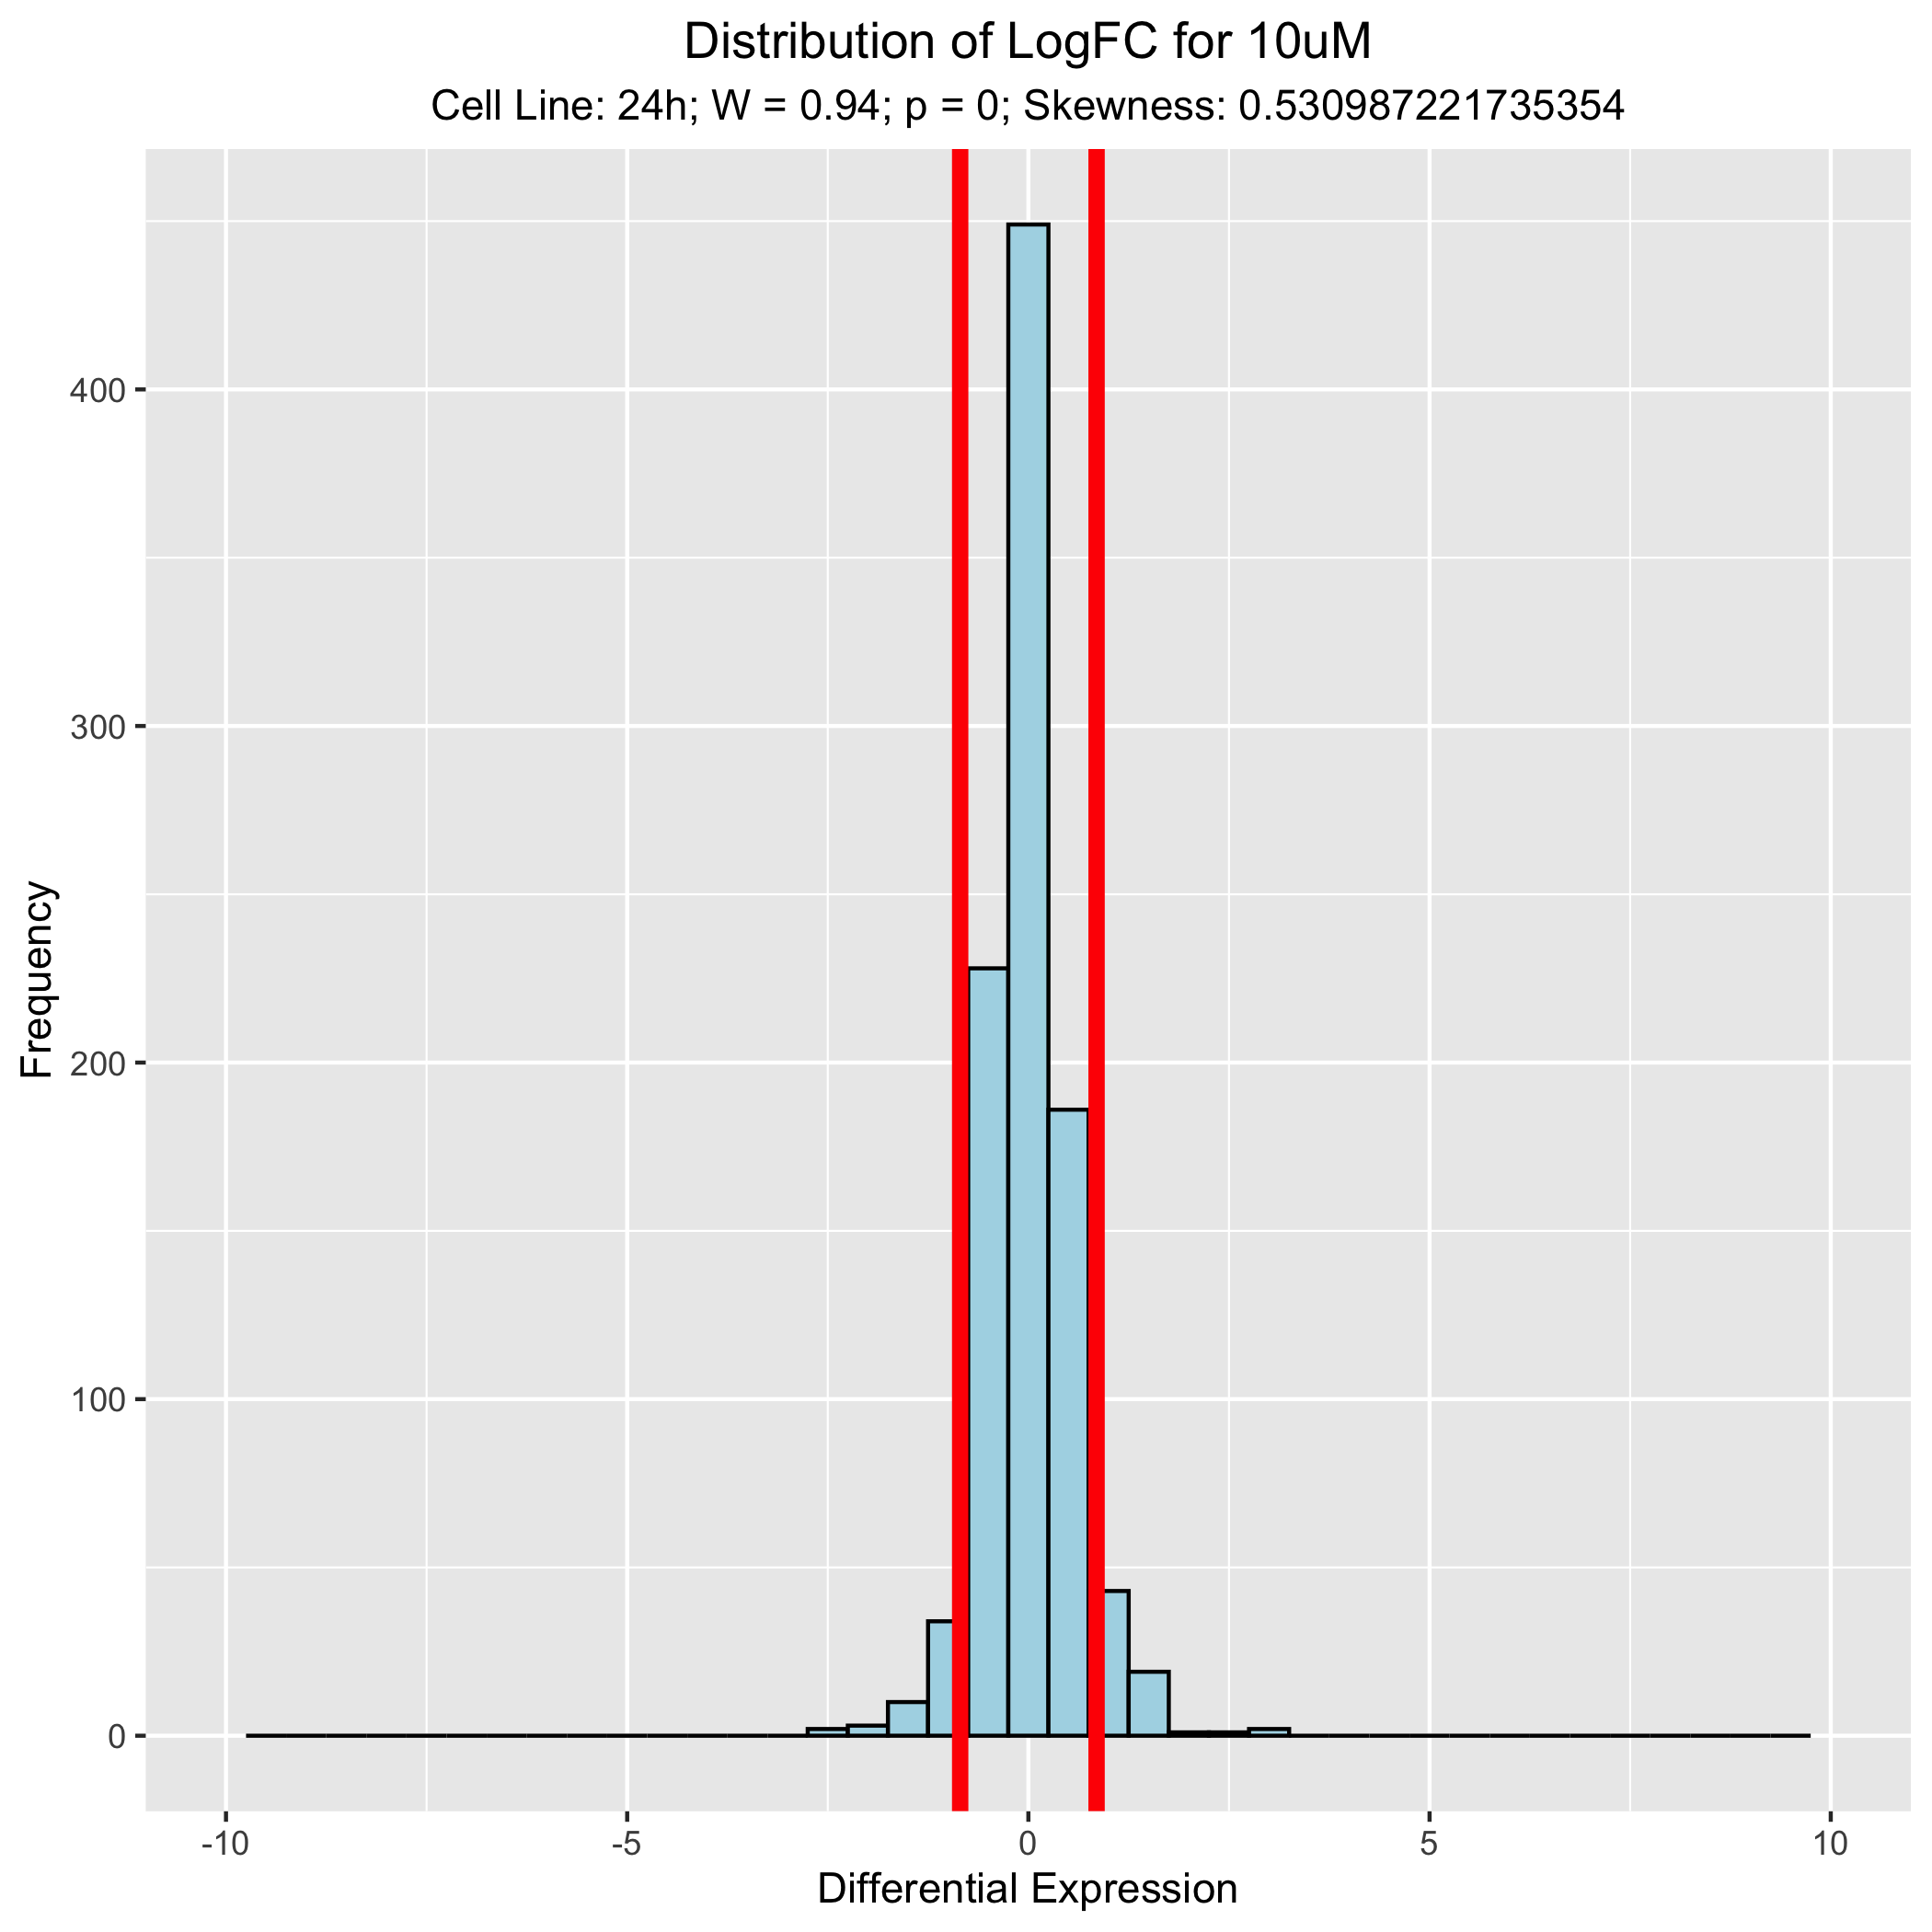 Distribution of LogFC for 10uM
Cell Line: 24h; W = 0.94; p = 0; Skewness: 0.530987221735354
Frequency
400
300
200
100
0
-10
-5
0
5
10
Differential Expression